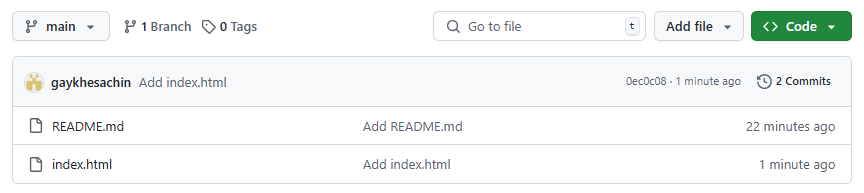 main 1 Branch 0 Tags Go to file t Add file Code
gaykhesachin Add index.html 0ec0c08 · 1 minute ago 2 Commits
README.md Add README.md 22 minutes ago
index.html Add index.html 1 minute ago